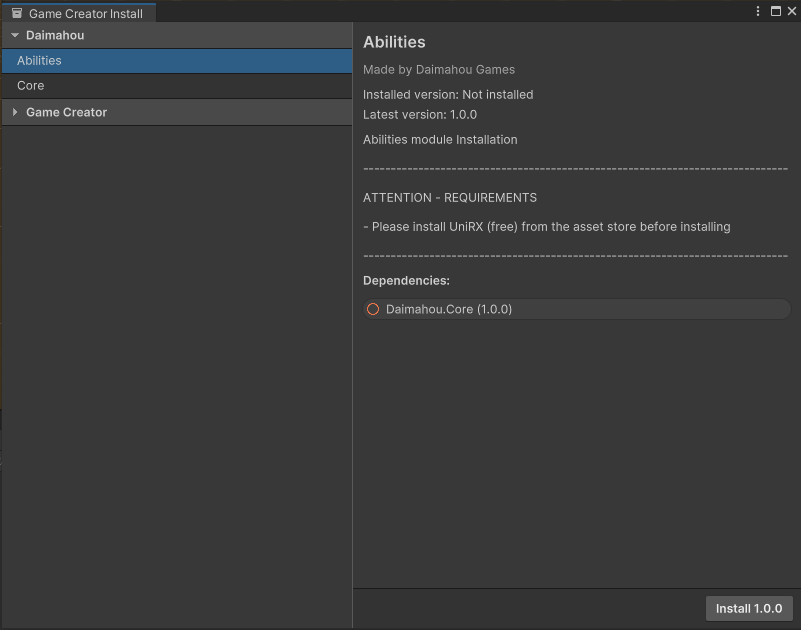 Game Creator Install
Daimahou
Abilities
Core
Game Creator
Abilities
Made by Daimahou Games
Installed version: Not installed
Latest version: 1.0.0
Abilities module Installation
--------------------------------------------------------------------------------
ATTENTION - REQUIREMENTS
- Please install UniRX (free) from the asset store before installing
--------------------------------------------------------------------------------
Dependencies:
Daimahou.Core (1.0.0)
Install 1.0.0